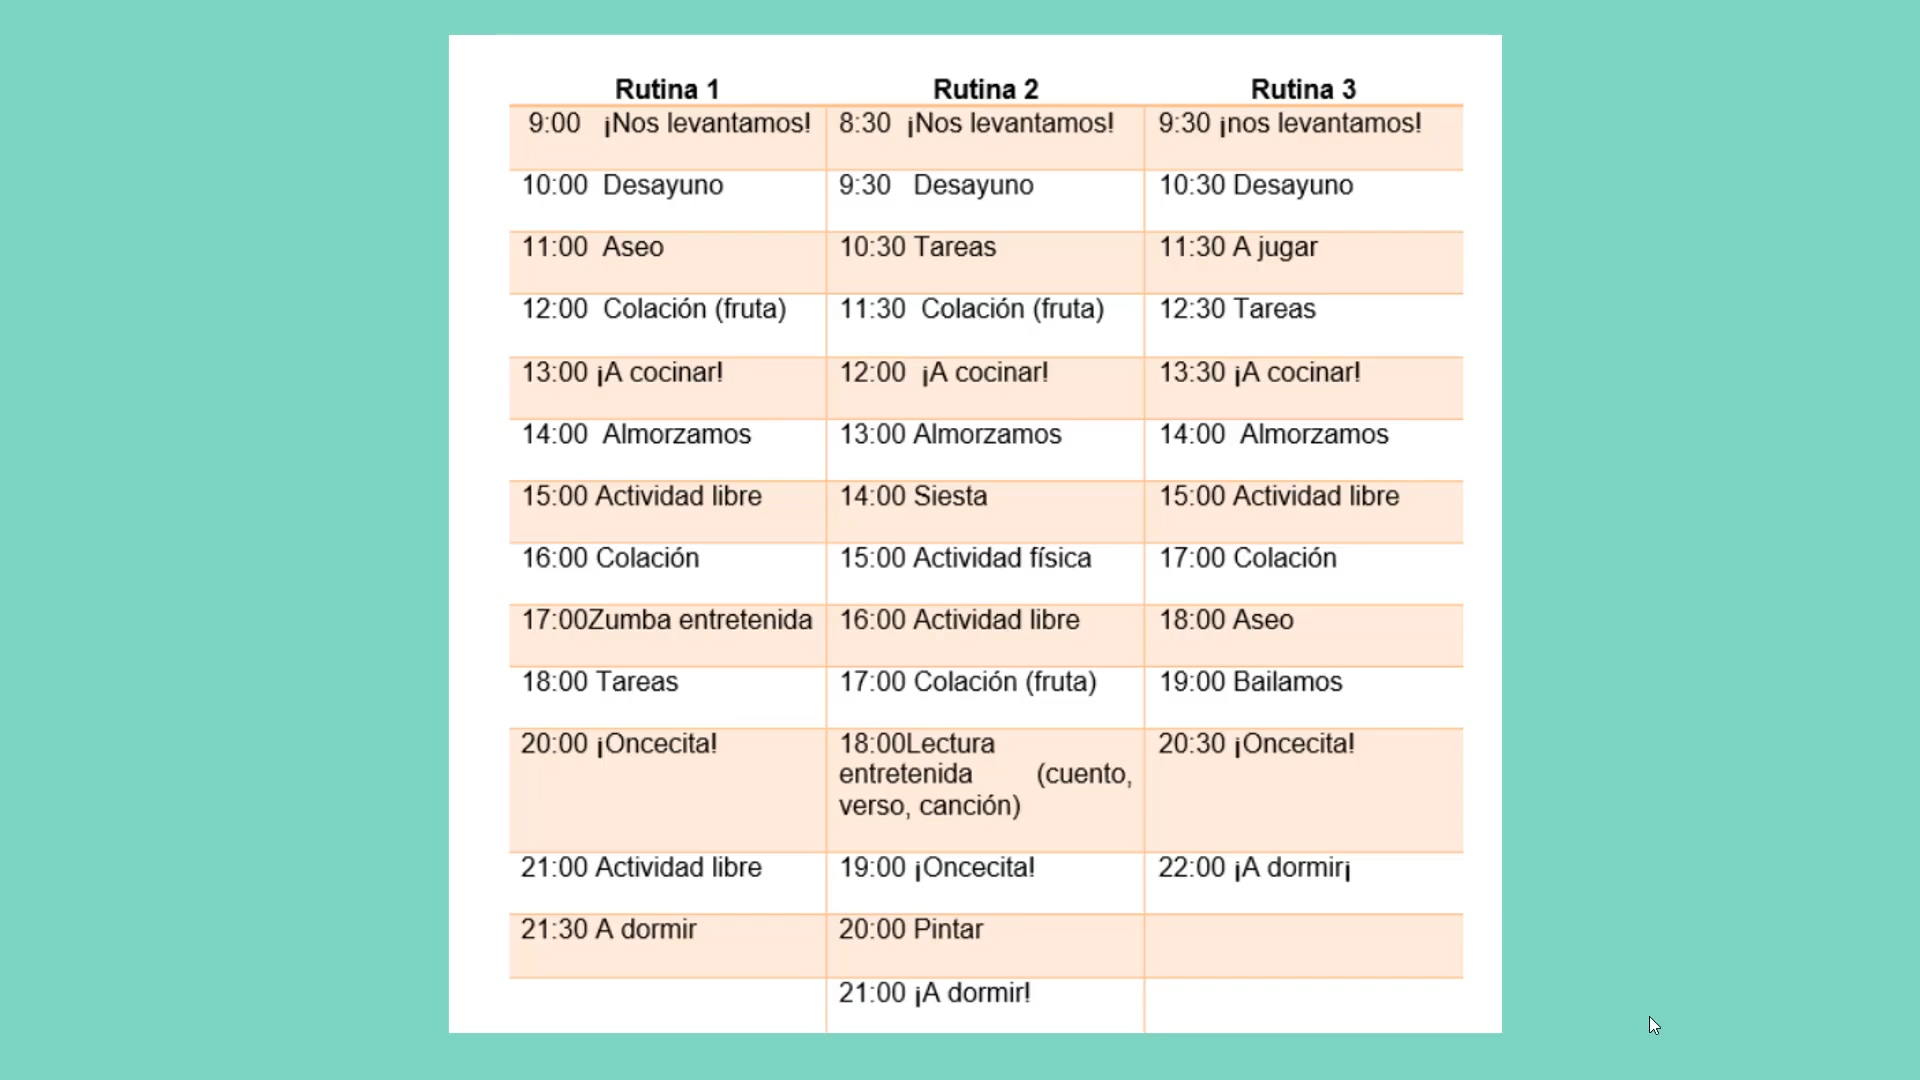 Rutina 1 Rutina 2 Rutina 3
9:00 ¡Nos levantamos! 8:30 ¡Nos levantamos! 9:30 ¡nos levantamos!
10:00 Desayuno 9:30 Desayuno 10:30 Desayuno
11:00 Aseo 10:30 Tareas 11:30 A jugar
12:00 Colación (fruta) 11:30 Colación (fruta) 12:30 Tareas
13:00 ¡A cocinar! 12:00 ¡A cocinar! 13:30 ¡A cocinar!
14:00 Almorzamos 13:00 Almorzamos 14:00 Almorzamos
15:00 Actividad libre 14:00 Siesta 15:00 Actividad libre
16:00 Colación 15:00 Actividad física 17:00 Colación
17:00Zumba entretenida 16:00 Actividad libre 18:00 Aseo
18:00 Tareas 17:00 Colación (fruta) 19:00 Bailamos
20:00 ¡Oncecita! 18:00Lectura 20:30 ¡Oncecita!
entretenida (cuento,
verso, canción)
21:00 Actividad libre 19:00 ¡Oncecita! 22:00 ¡A dormir¡
21:30 A dormir 20:00 Pintar
21:00 ¡A dormir!